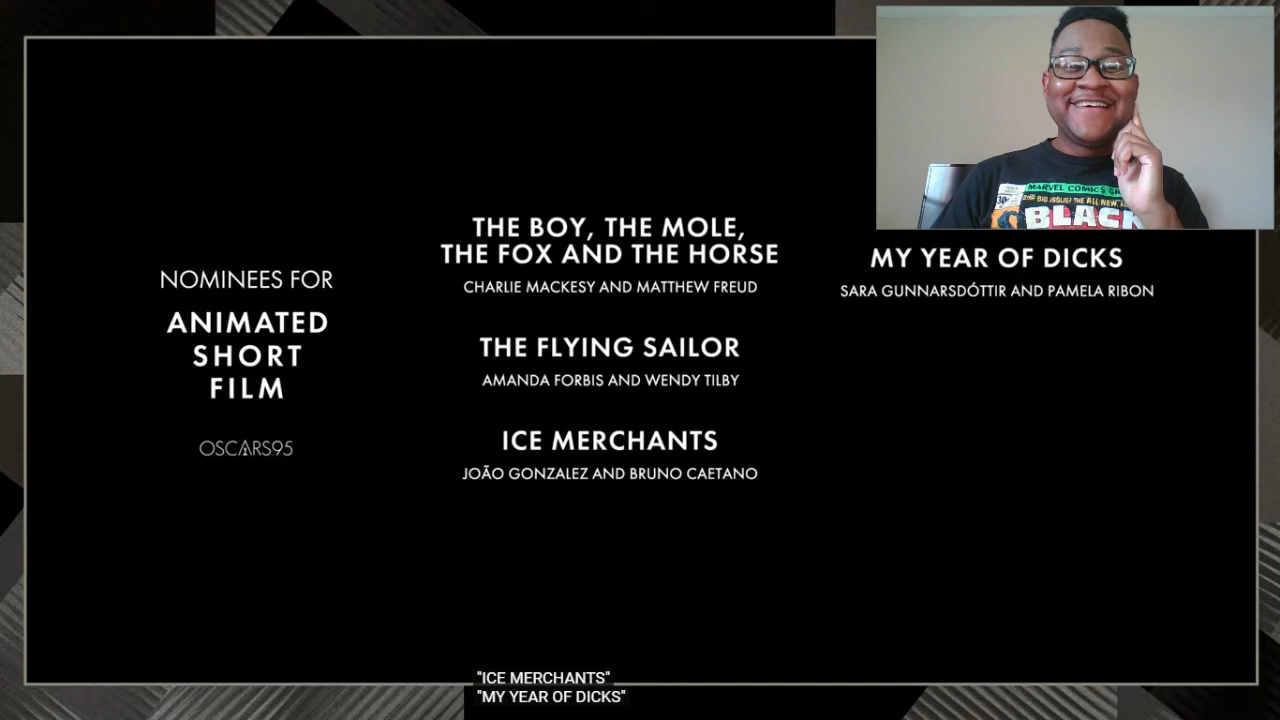 NOMINEES FOR
ANIMATED
SHORT
FILM
OSCARS95
THE BOY, THE MOLE,
THE FOX AND THE HORSE
CHARLIE MACKESY AND MATTHEW FREUD
THE FLYING SAILOR
AMANDA FORBIS AND WENDY TILBY
ICE MERCHANTS
JOÃO GONZALEZ AND BRUNO CAETANO
MY YEAR OF DICKS
SARA GUNNARSDÓTTIR AND PAMELA RIBON
MARVEL COMICS
BLACK
"ICE MERCHANTS"
"MY YEAR OF DICKS"